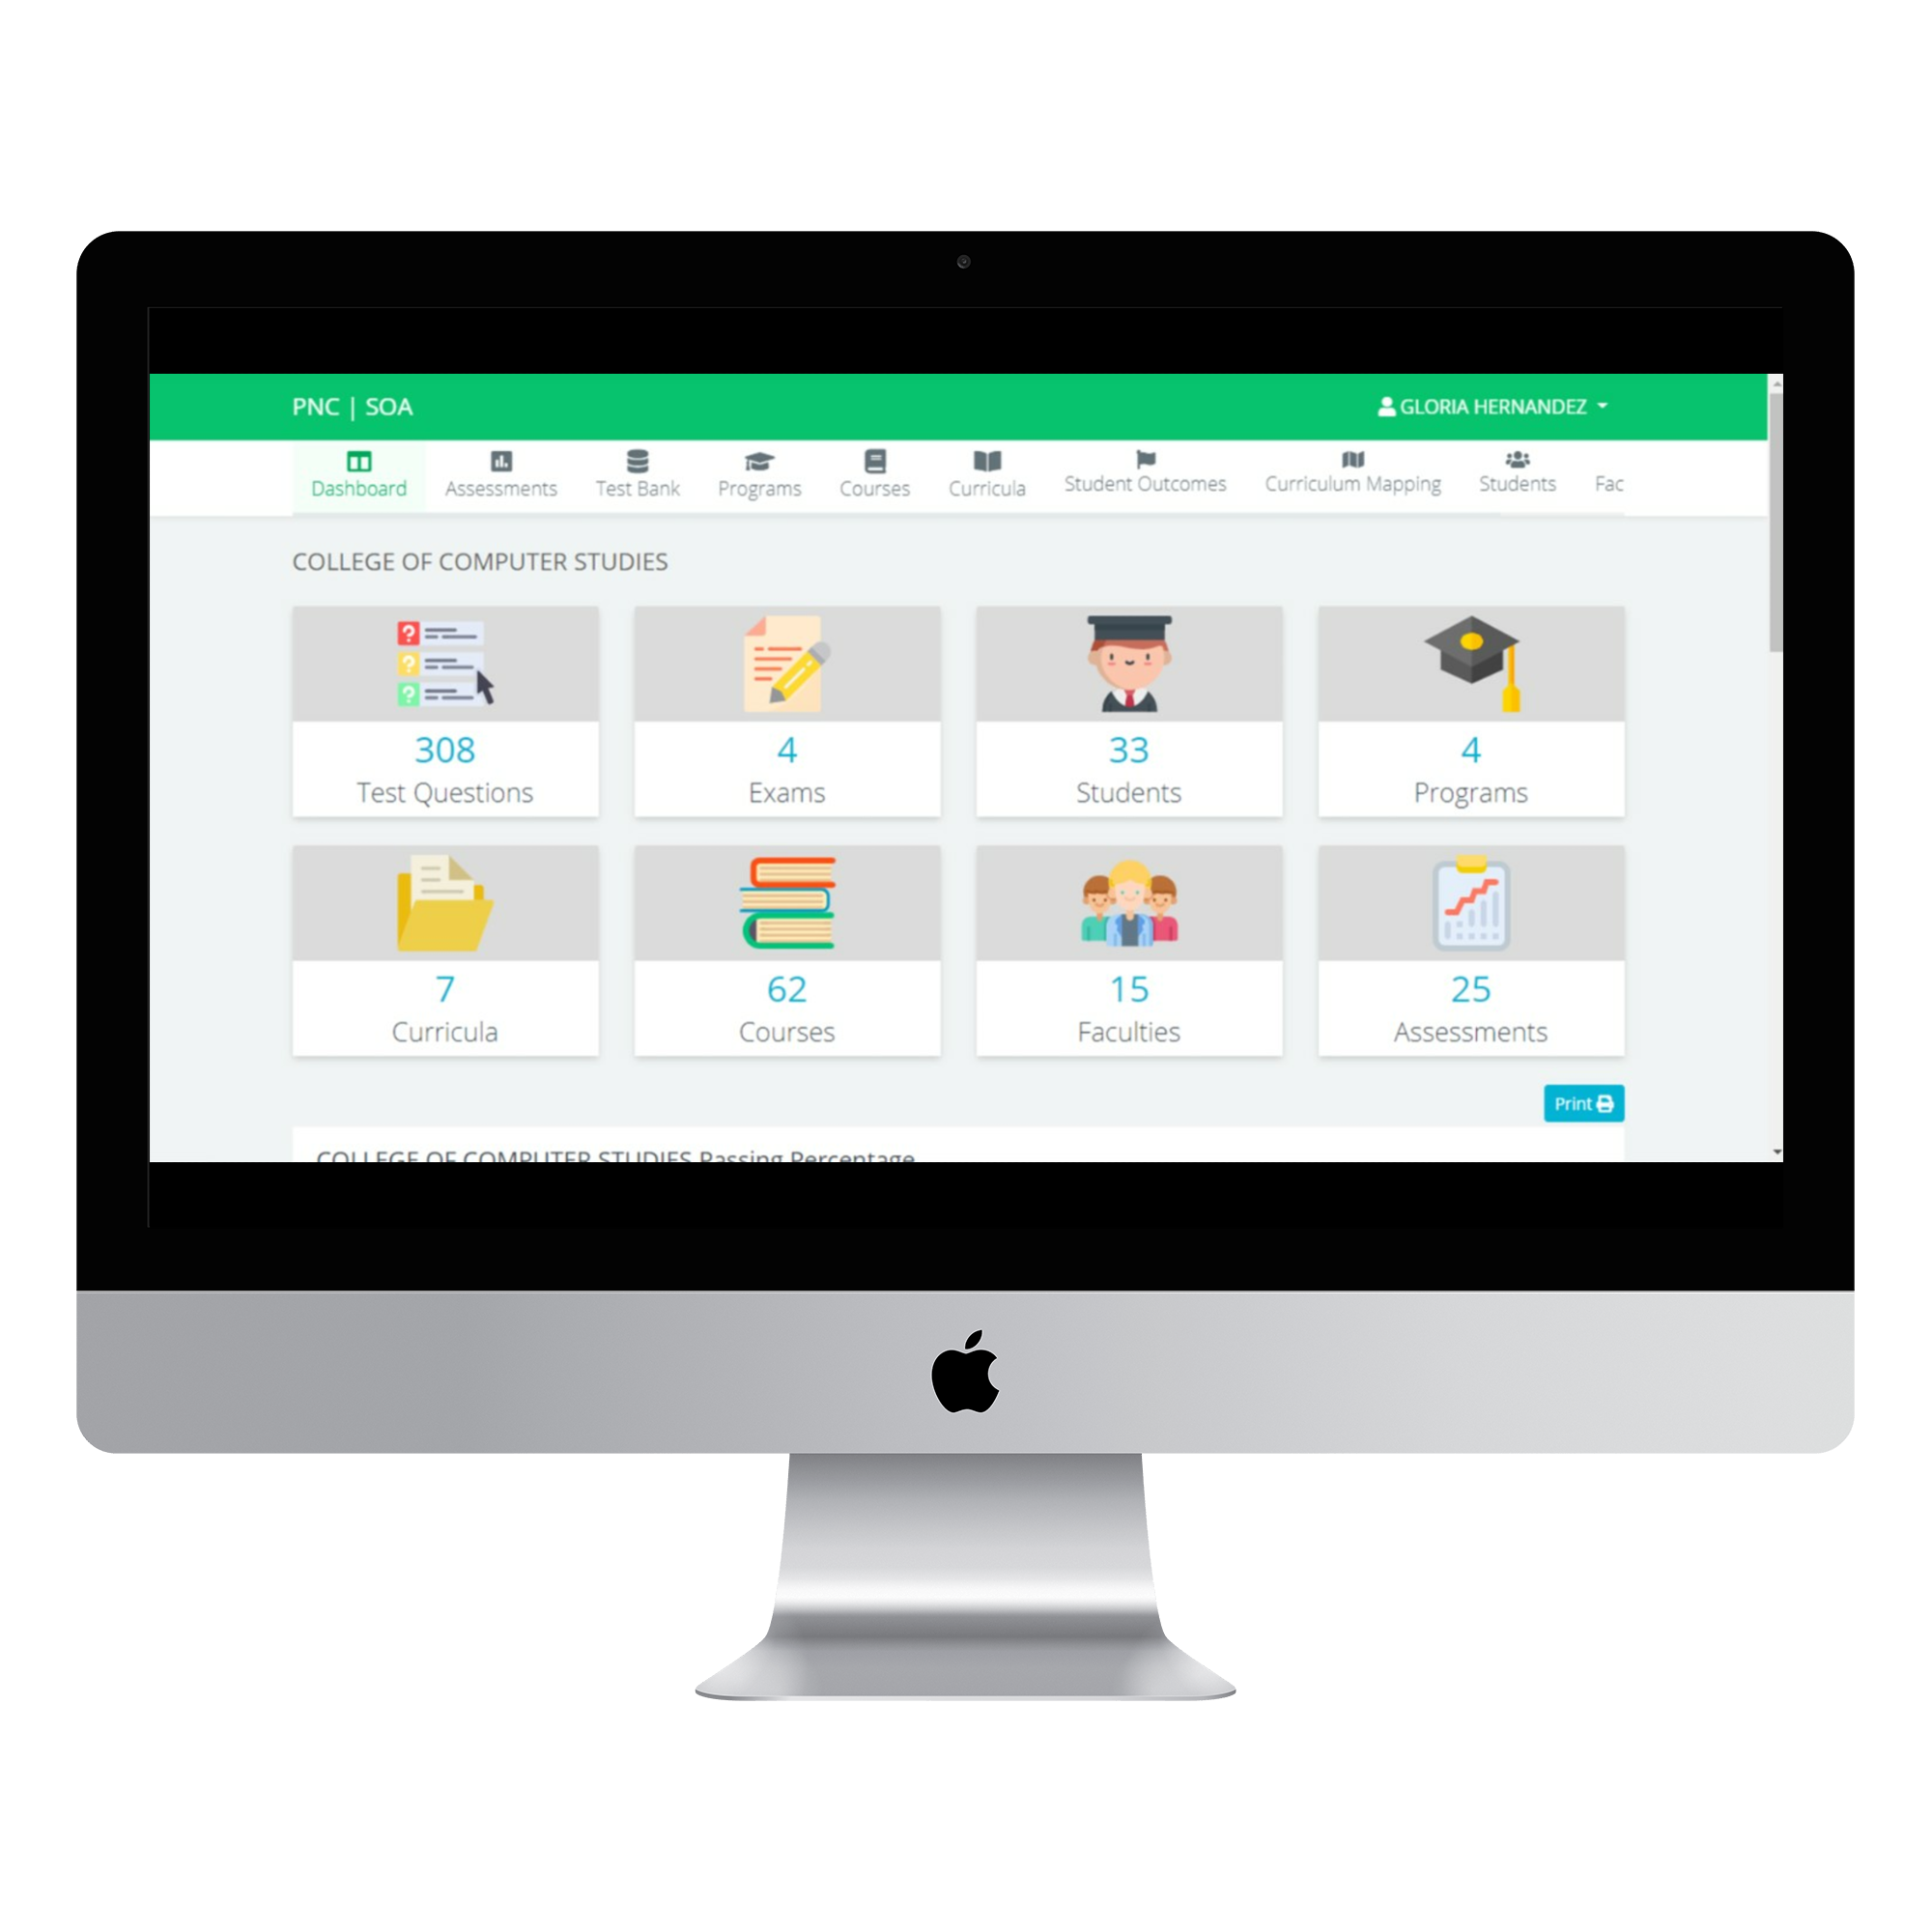 PNC | SOA
GLORIA HERNANDEZ
Dashboard
Assessments
Test Bank
Programs
Courses
Curricula
Student Outcomes
Curriculum Mapping
Students
Fac
COLLEGE OF COMPUTER STUDIES
308
Test Questions
4
Exams
33
Students
4
Programs
7
Curricula
62
Courses
15
Faculties
25
Assessments
Print
COLLEGE OF COMPUTER STUDIES Passing Percentage